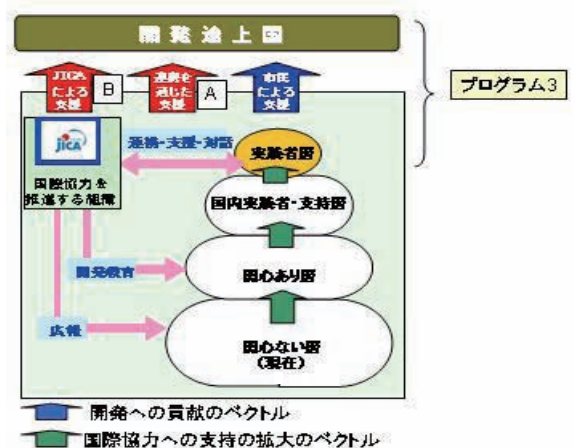 開発途上国
JICA
による
支援
B
連携を
通じた
支援
A
市民
による
支援
プログラム3
jica
連携・支援・対話
実践者層
国際協力を
推進する組織
国内実践者・支持層
開発教育
関心あり層
広報
関心ない層
(現在)
開発への貢献のベクトル
国際協力への支持の拡大のベクトル